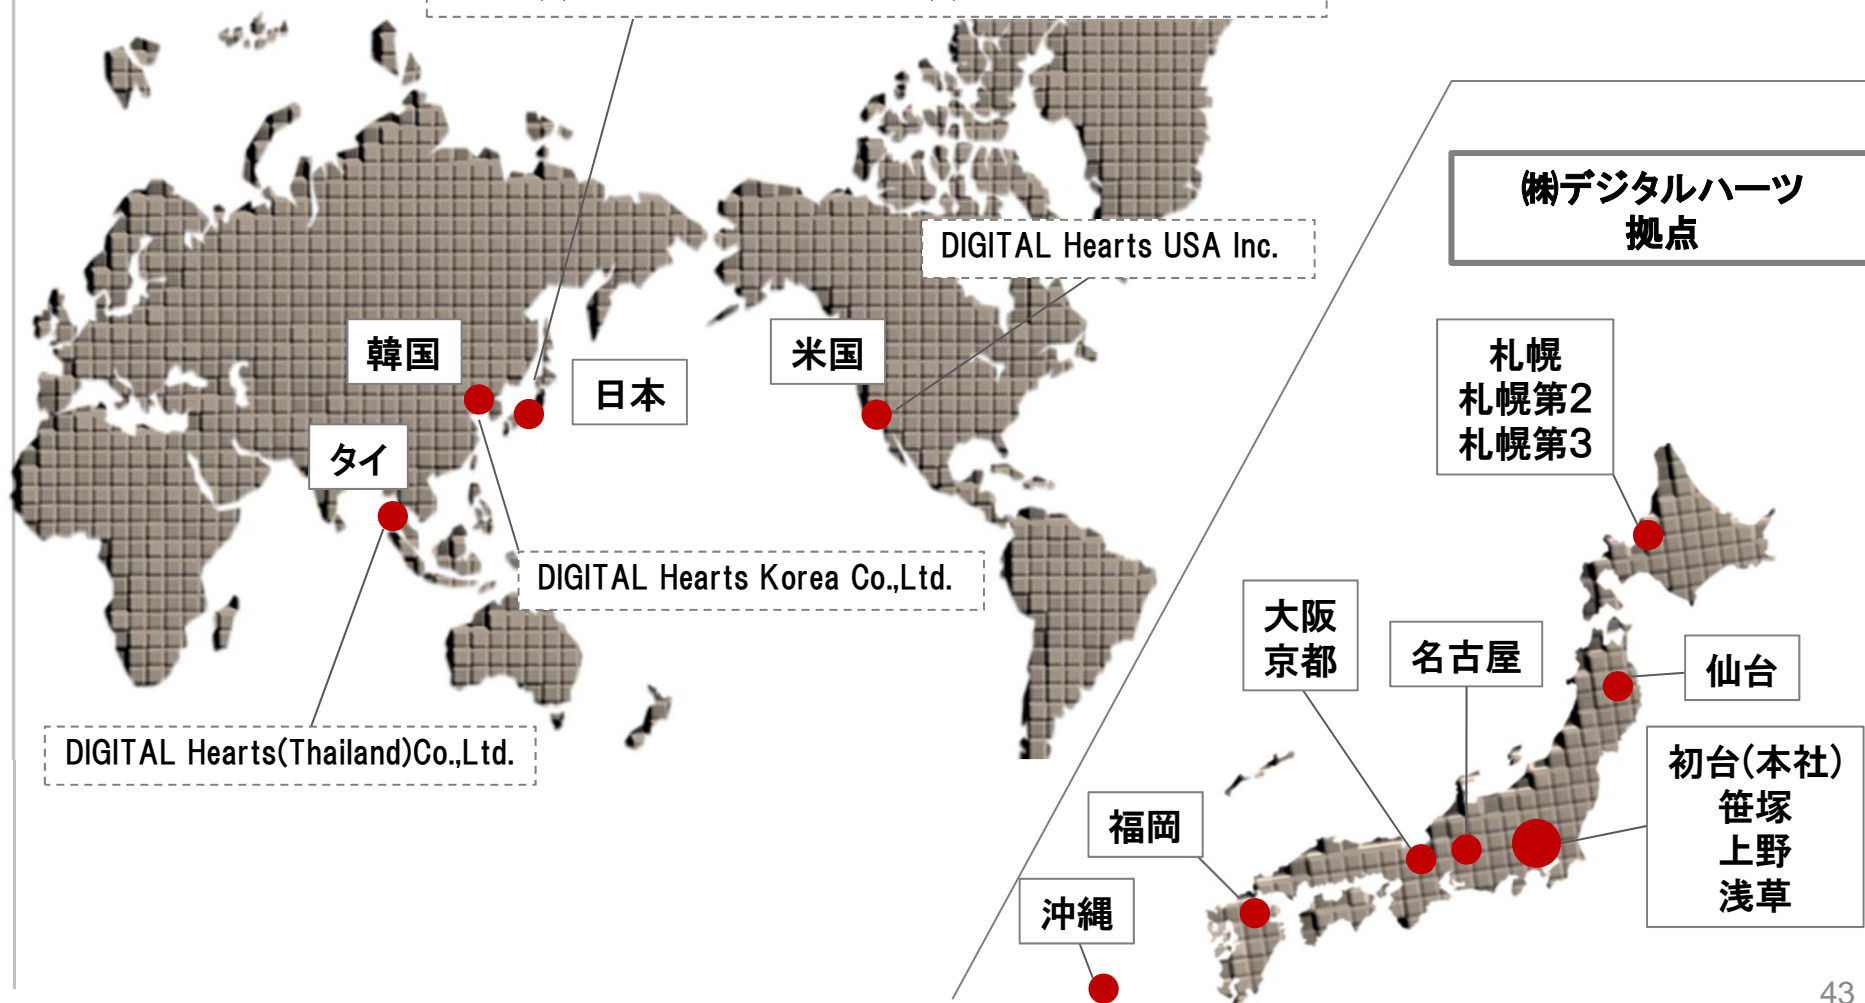 ㈱デジタルハーツ
拠点
DIGITAL Hearts USA Inc.
韓国
日本
米国
タイ
DIGITAL Hearts Korea Co.,Ltd.
DIGITAL Hearts(Thailand)Co.,Ltd.
札幌
札幌第2
札幌第3
大阪
京都
名古屋
仙台
初台(本社)
笹塚
上野
浅草
福岡
沖縄
43